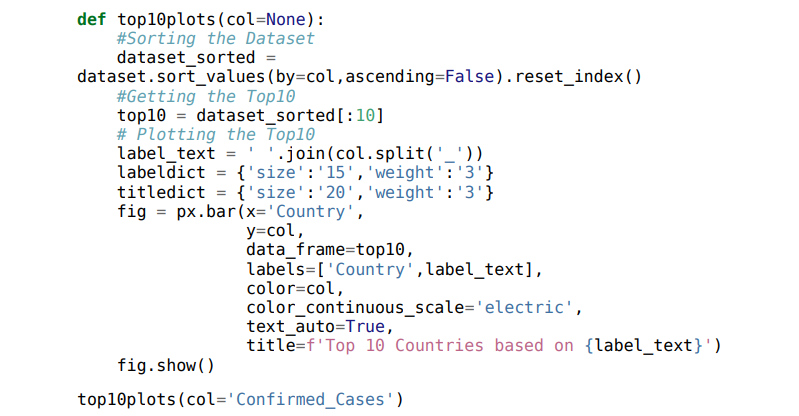 def top10plots(col=None):
    #Sorting the Dataset
    dataset_sorted =
dataset.sort_values(by=col,ascending=False).reset_index()
    #Getting the Top10
    top10 = dataset_sorted[:10]
    # Plotting the Top10
    label_text = ' '.join(col.split('_'))
    labeldict = {'size':'15','weight':'3'}
    titledict = {'size':'20','weight':'3'}
    fig = px.bar(x='Country',
                 y=col,
                 data_frame=top10,
                 labels=['Country',label_text],
                 color=col,
                 color_continuous_scale='electric',
                 text_auto=True,
                 title=f'Top 10 Countries based on {label_text}')
    fig.show()
top10plots(col='Confirmed_Cases')